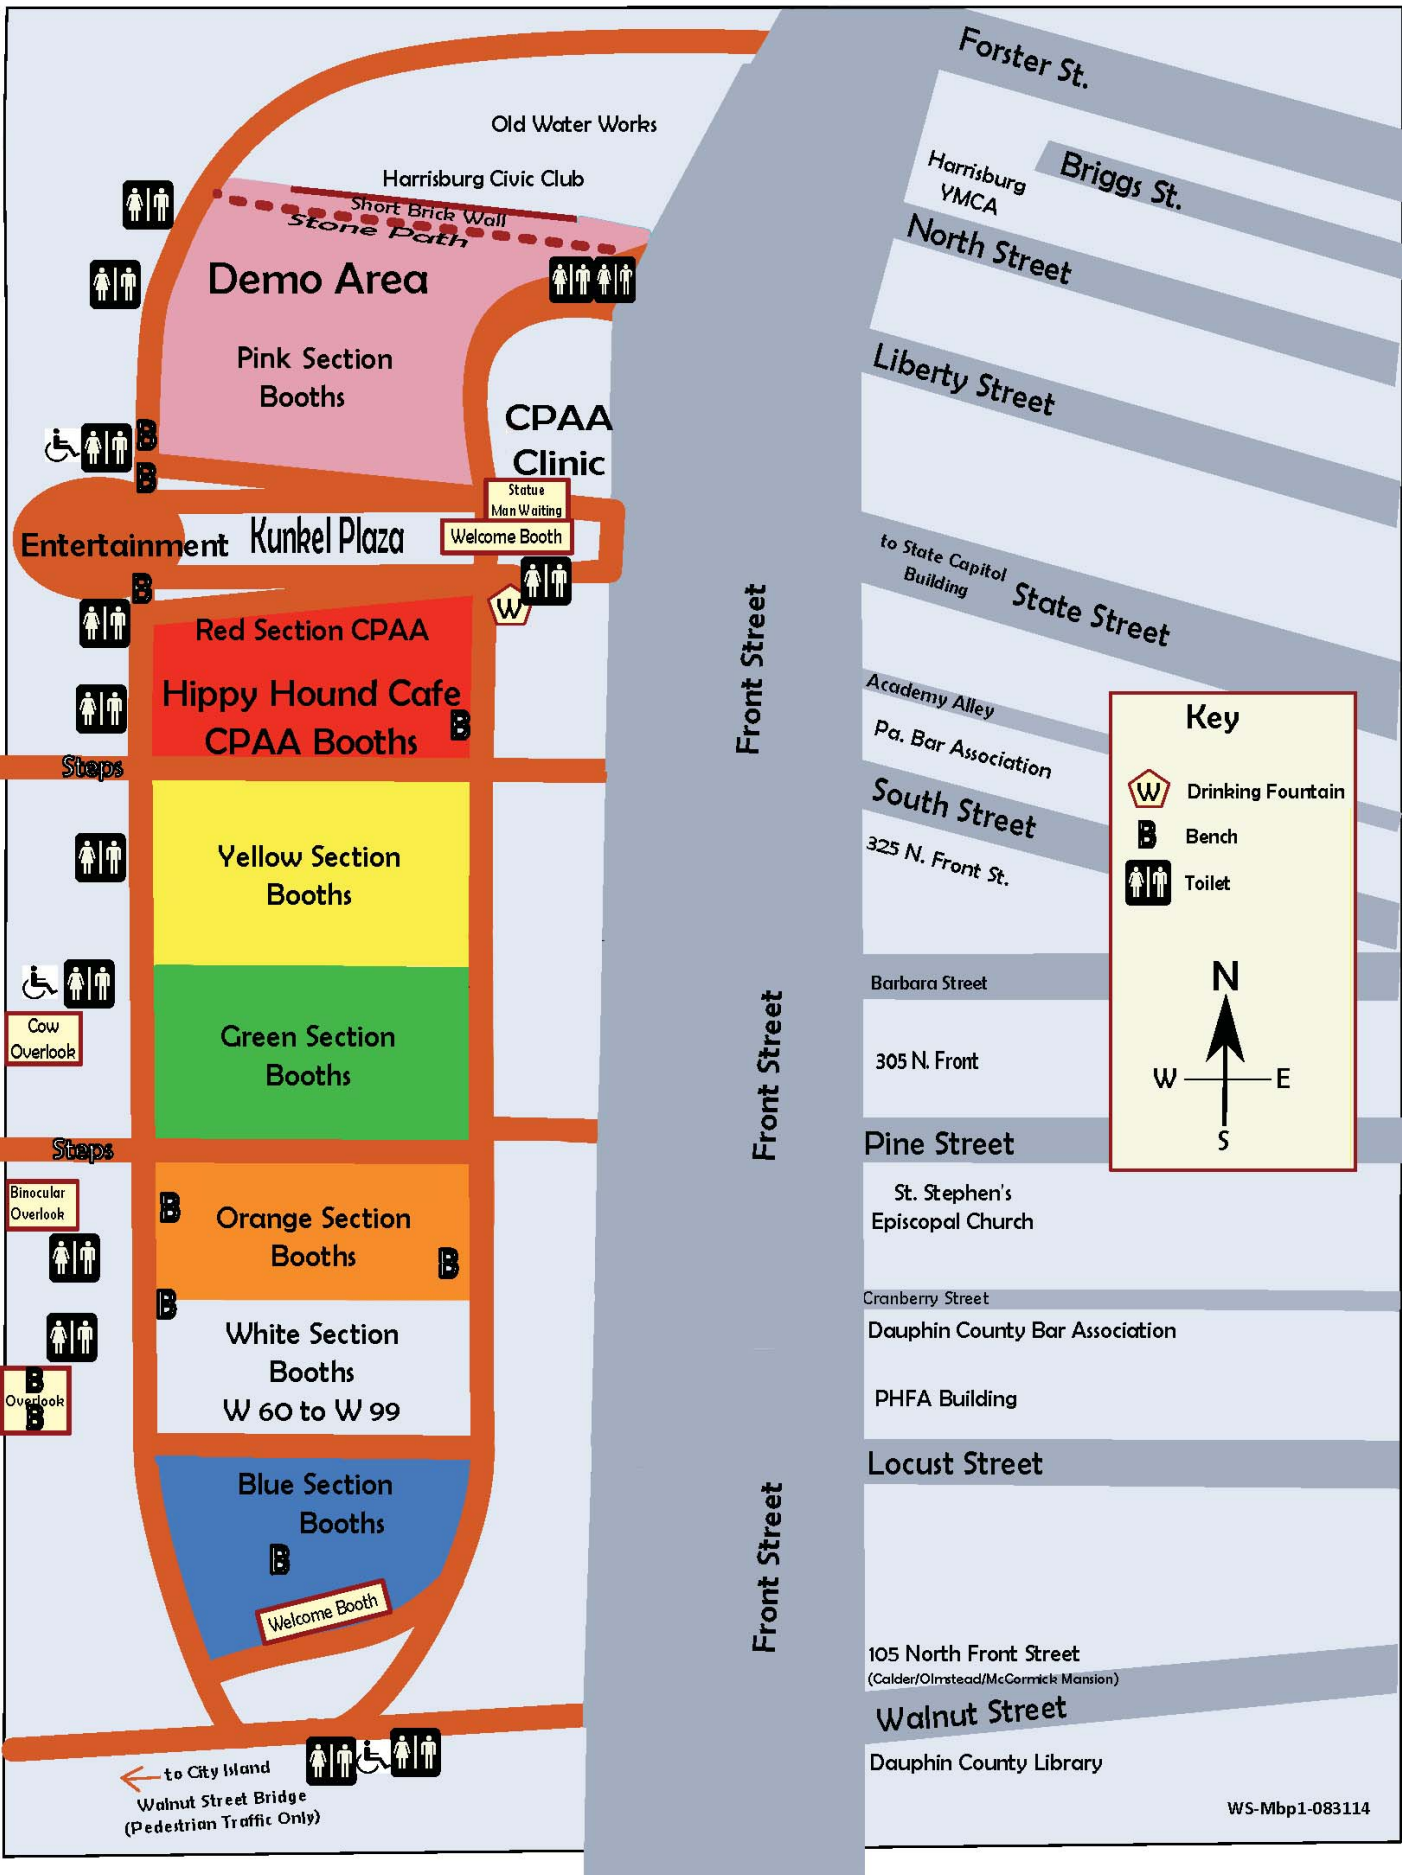 Forster St.
Old Water Works
Harrisburg
YMCA
Briggs St.
Harrisburg Civic Club
Short Brick Wall
Stone Path
North Street
Demo Area
Pink Section
Booths
Liberty Street
CPAA
Clinic
B
B
Statue
Man Waiting
Welcome Booth
Entertainment
Kunkel Plaza
to State Capitol
Building
State Street
B
W
Red Section CPAA
Hippy Hound Cafe
CPAA Booths
B
Front Street
Academy Alley
Pa. Bar Association
Steps
South Street
325 N. Front St.
Yellow Section
Booths
Key
W Drinking Fountain
B Bench
Toilet
N
W E
S
Barbara Street
Cow
Overlook
Green Section
Booths
305 N. Front
Front Street
Steps
Pine Street
Binocular
Overlook
B
Orange Section
Booths
B
St. Stephen's
Episcopal Church
B
Cranberry Street
White Section
Booths
W 60 to W 99
Dauphin County Bar Association
B
Overlook
B
PHFA Building
Locust Street
Blue Section
Booths
B
Welcome Booth
Front Street
105 North Front Street
(Calder/Olmstead/McCormick Mansion)
Walnut Street
Dauphin County Library
to City Island
Walnut Street Bridge
(Pedestrian Traffic Only)
WS-Mbp1-083114